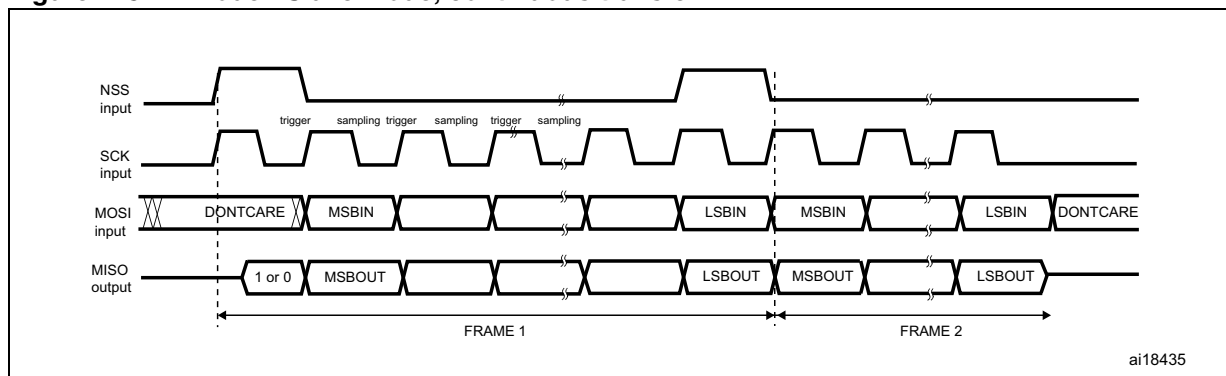 NSS
input
trigger sampling trigger sampling trigger sampling
SCK
input
MOSI
input
DONTCARE MSBIN LSBIN MSBIN LSBIN DONTCARE
MISO
output
1 or 0 MSBOUT LSBOUT MSBOUT LSBOUT
FRAME 1 FRAME 2
ai18435